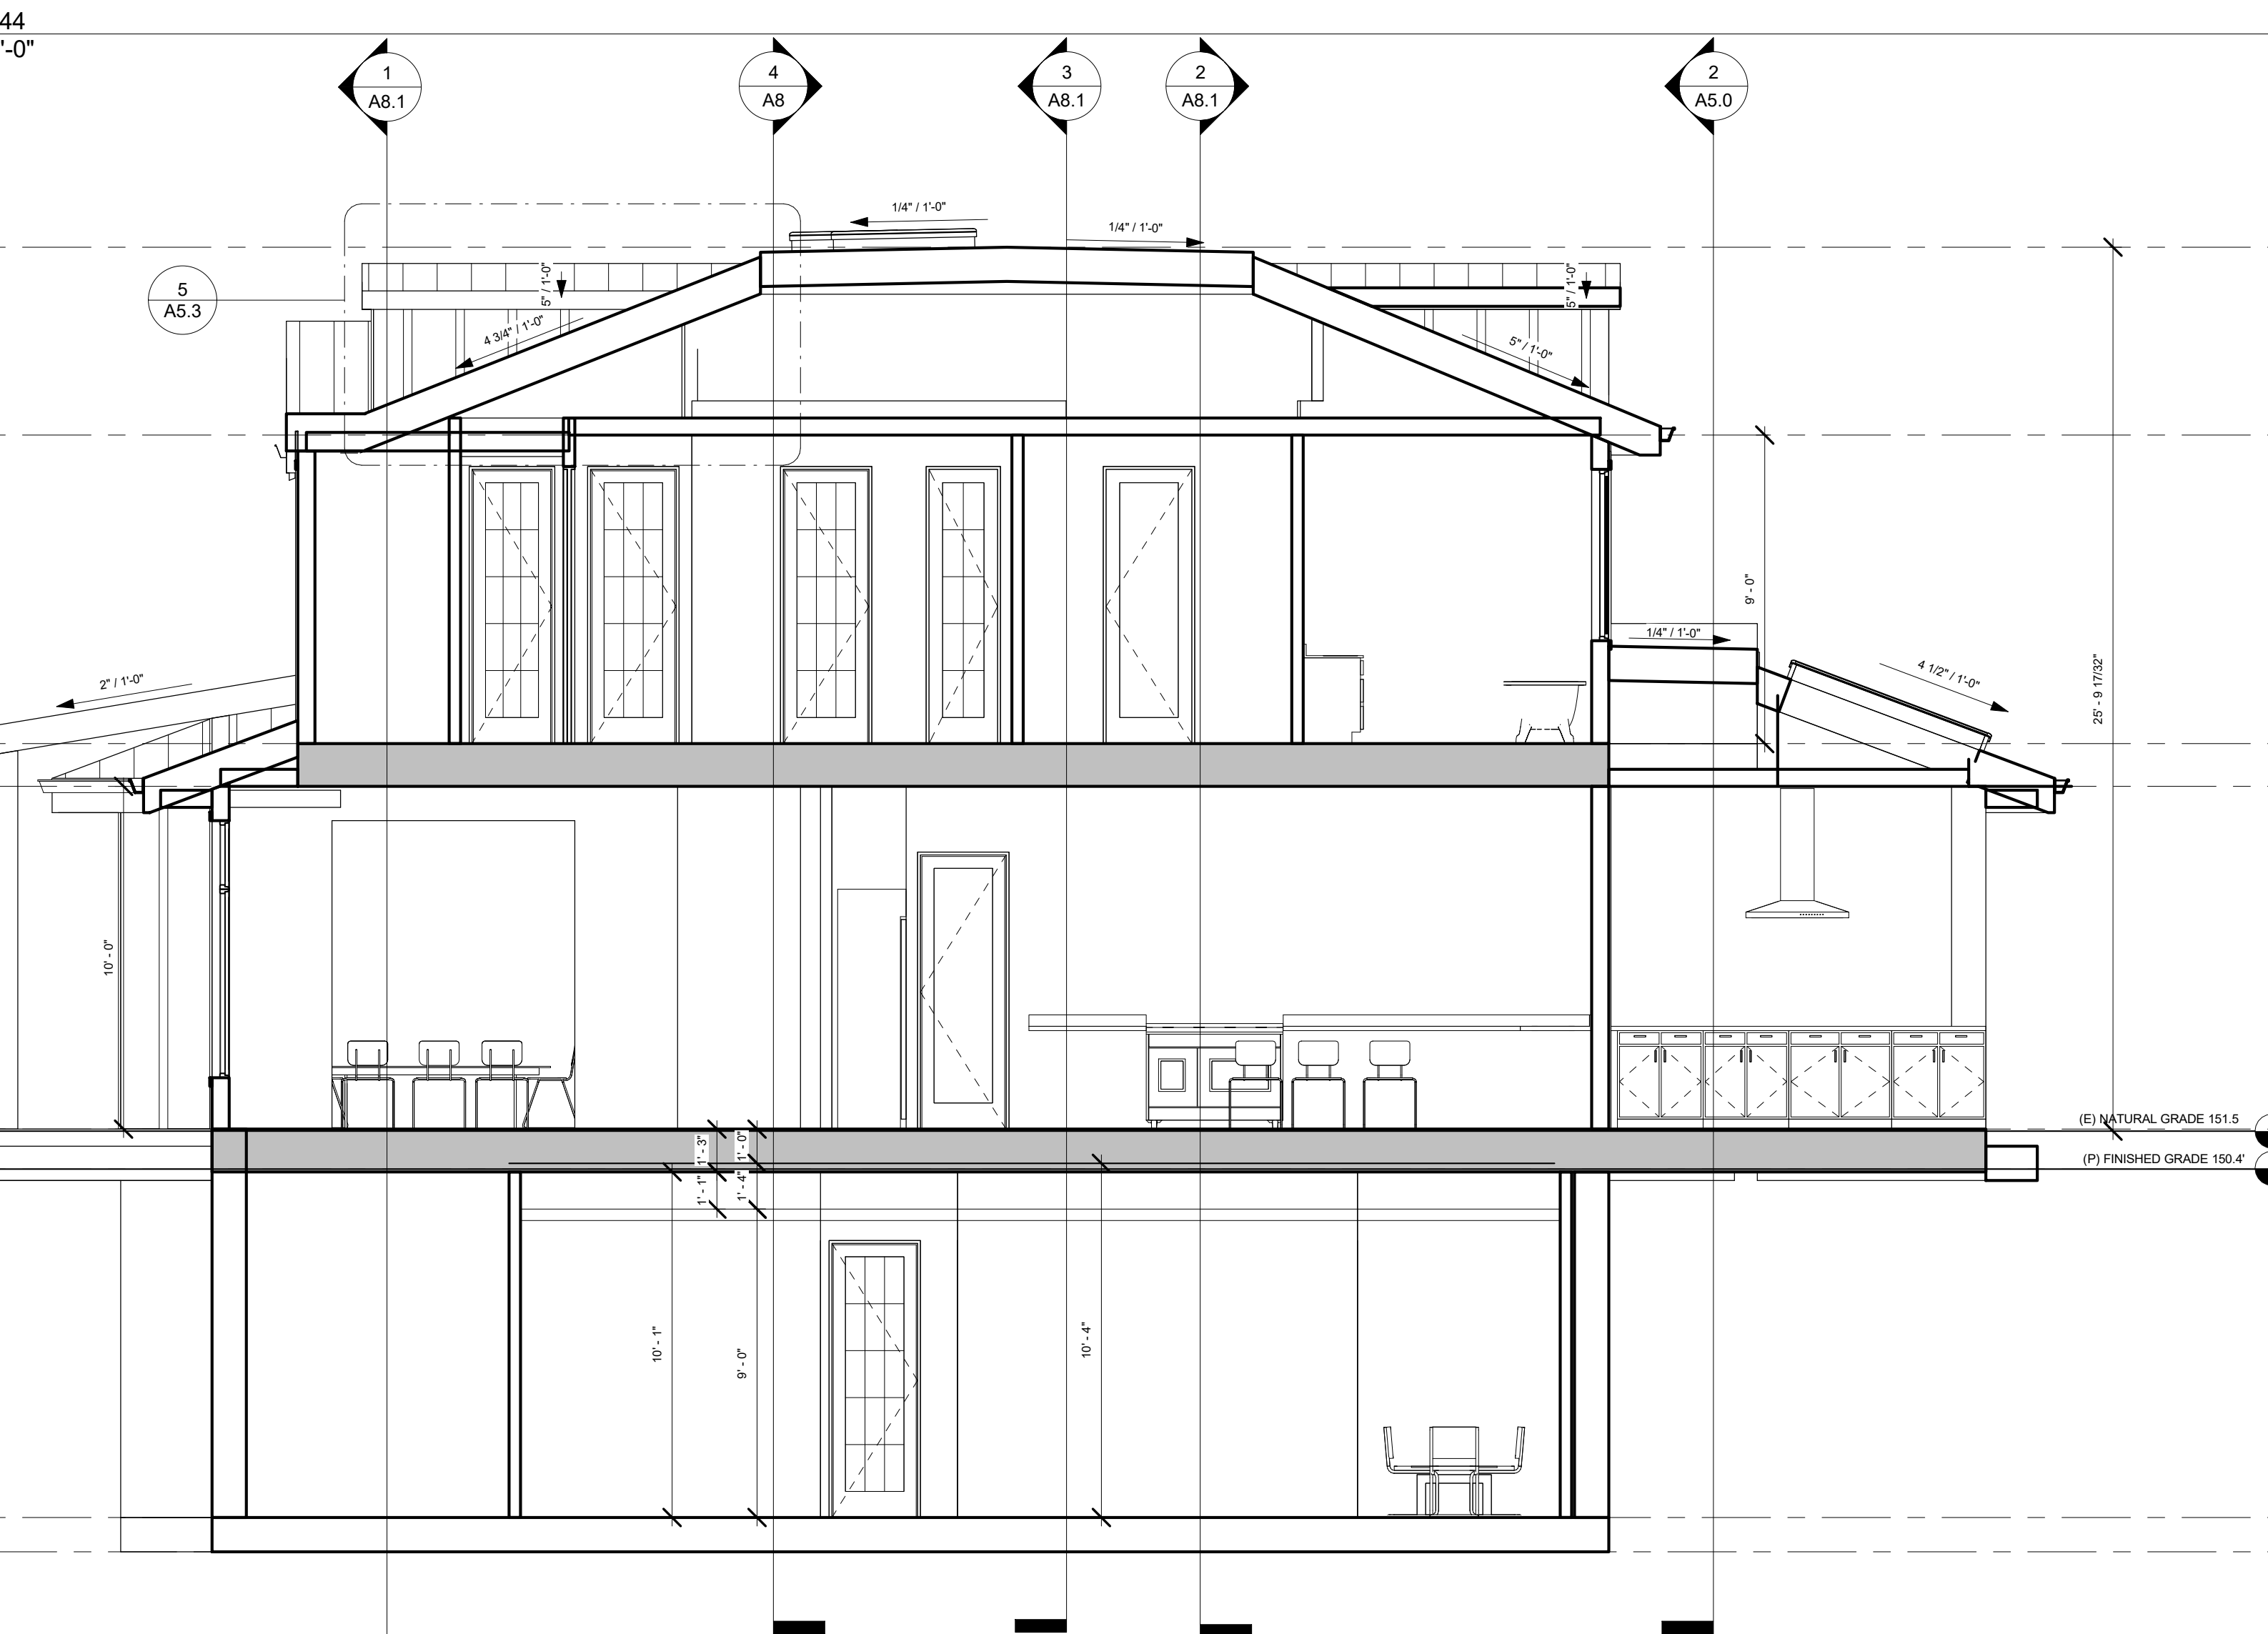 44
'-0"
1
A8.1
4
A8
3
A8.1
2
A8.1
2
A5.0
1/4" / 1'-0"
1/4" / 1'-0"
5
A5.3
5" / 1'-0"
4 3/4" / 1'-0"
5" / 1'-0"
5" / 1'-0"
9' - 0"
1/4" / 1'-0"
4 1/2" / 1'-0"
2" / 1'-0"
25' - 9 17/32"
10' - 0"
(E) NATURAL GRADE 151.5
1' - 3"
1' - 0"
(P) FINISHED GRADE 150.4'
1' - 1"
1' - 4"
10' - 1"
9' - 0"
10' - 4"